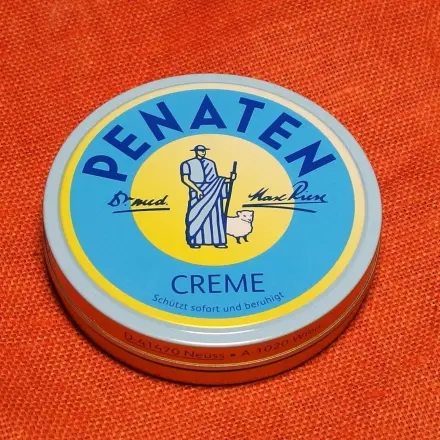 PENATEN
Dr. med. Max Riese
CREME
Schützt sofort und beruhigt
D-41470 Neuss • A-1020 Wien